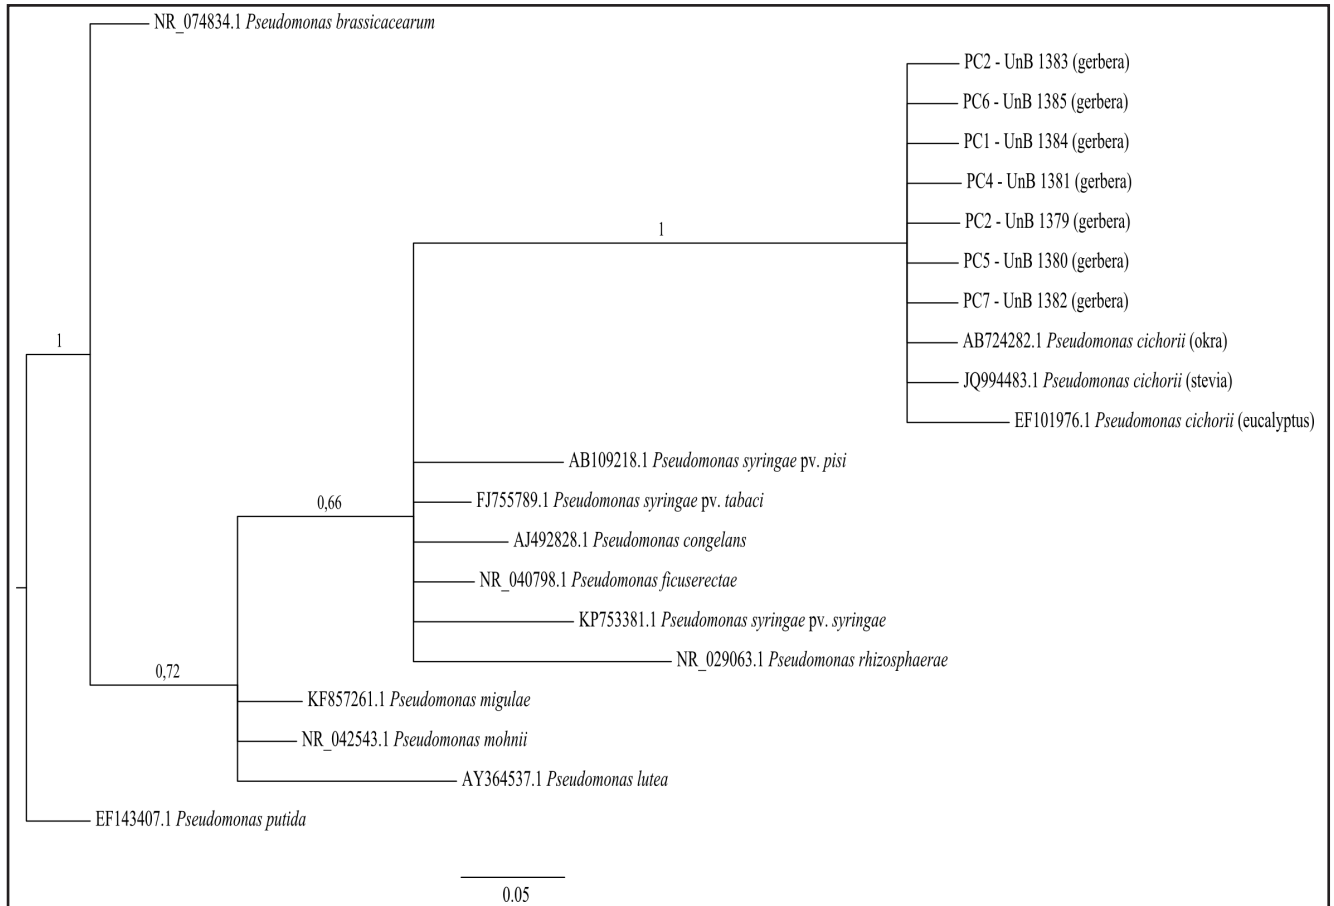 NR_074834.1 Pseudomonas brassicacearum
PC2 - UnB 1383 (gerbera)
PC6 - UnB 1385 (gerbera)
PC1 - UnB 1384 (gerbera)
PC4 - UnB 1381 (gerbera)
PC2 - UnB 1379 (gerbera)
1
PC5 - UnB 1380 (gerbera)
PC7 - UnB 1382 (gerbera)
1
AB724282.1 Pseudomonas cichorii (okra)
JQ994483.1 Pseudomonas cichorii (stevia)
EF101976.1 Pseudomonas cichorii (eucalyptus)
AB109218.1 Pseudomonas syringae pv. pisi
0,66
FJ755789.1 Pseudomonas syringae pv. tabaci
AJ492828.1 Pseudomonas congelans
NR_040798.1 Pseudomonas ficuserectae
KP753381.1 Pseudomonas syringae pv. syringae
NR_029063.1 Pseudomonas rhizosphaerae
0,72
KF857261.1 Pseudomonas migulae
NR_042543.1 Pseudomonas mohnii
AY364537.1 Pseudomonas lutea
EF143407.1 Pseudomonas putida
0.05